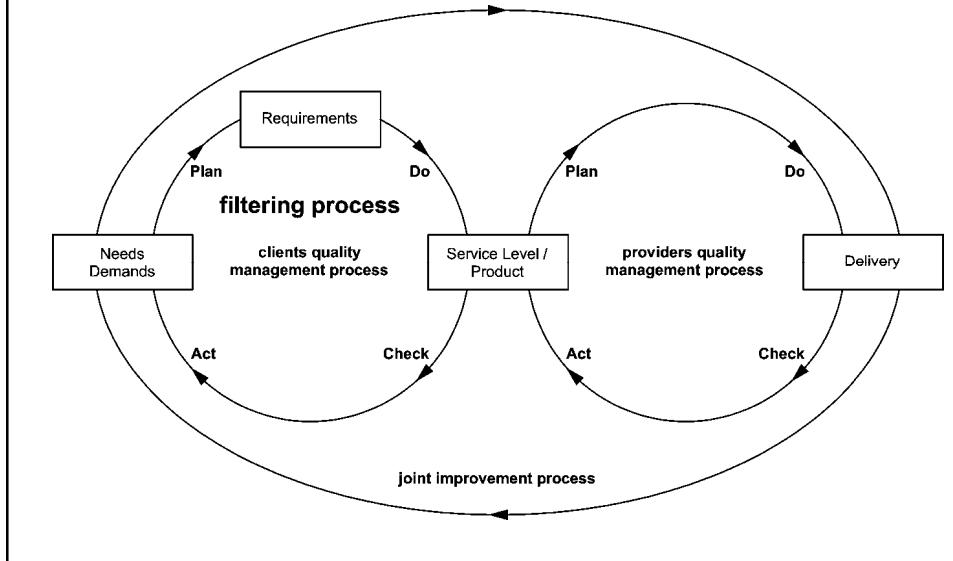 Requirements
Plan
Do
Plan
Do
filtering process
Needs
Demands
clients quality
management process
Service Level /
Product
providers quality
management process
Delivery
Act
Check
Act
Check
joint improvement process